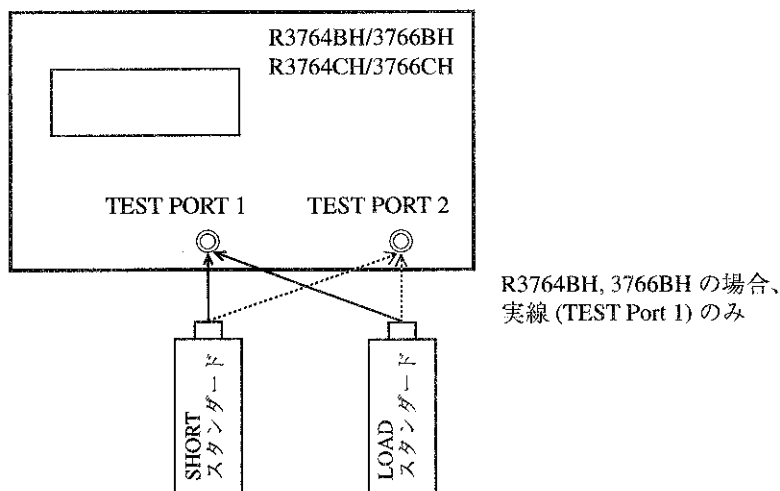 R3764BH/3766BH
R3764CH/3766CH
TEST PORT 1
TEST PORT 2
R3764BH, 3766BH の場合、
実線 (TEST Port 1) のみ
SHORT
スタンダード
LOAD
スタンダード